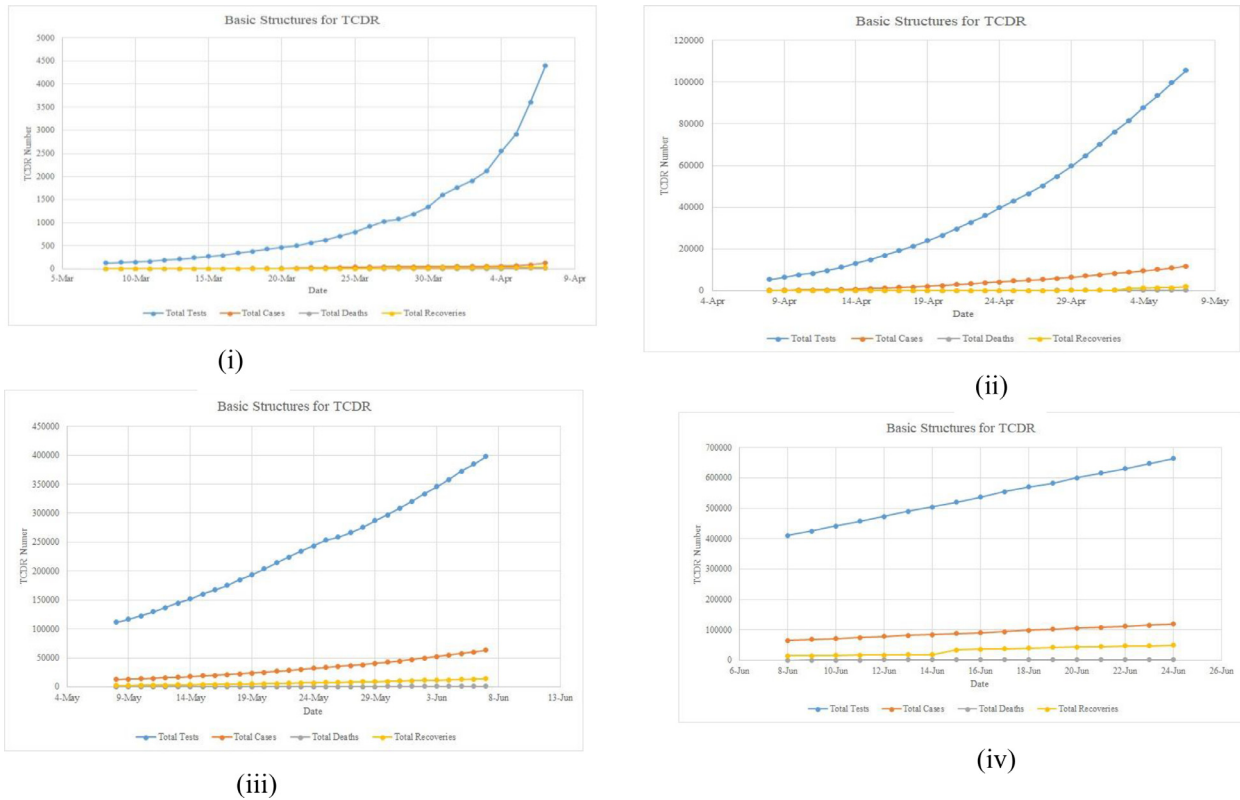 Basic Structures for TCDR
TCDR Number
5000
4500
4000
3500
3000
2500
2000
1500
1000
500
0
5-Mar 10-Mar 15-Mar 20-Mar 25-Mar 30-Mar 4-Apr 9-Apr
Date
Total Tests Total Cases Total Deaths Total Recoveries
(i)
Basic Structures for TCDR
TCDR Number
120000
100000
80000
60000
40000
20000
0
4-Apr 9-Apr 14-Apr 19-Apr 24-Apr 29-Apr 4-May 9-May
Date
Total Tests Total Cases Total Deaths Total Recoveries
(ii)
Basic Structures for TCDR
TCDR Numer
450000
400000
350000
300000
250000
200000
150000
100000
50000
0
4-May 9-May 14-May 19-May 24-May 29-May 3-Jun 8-Jun 13-Jun
Date
Total Tests Total Cases Total Deaths Total Recoveries
(iii)
Basic Structures for TCDR
TCDR Number
700000
600000
500000
400000
300000
200000
100000
0
6-Jun 8-Jun 10-Jun 12-Jun 14-Jun 16-Jun 18-Jun 20-Jun 22-Jun 24-Jun 26-Jun
Date
Total Tests Total Cases Total Deaths Total Recoveries
(iv)